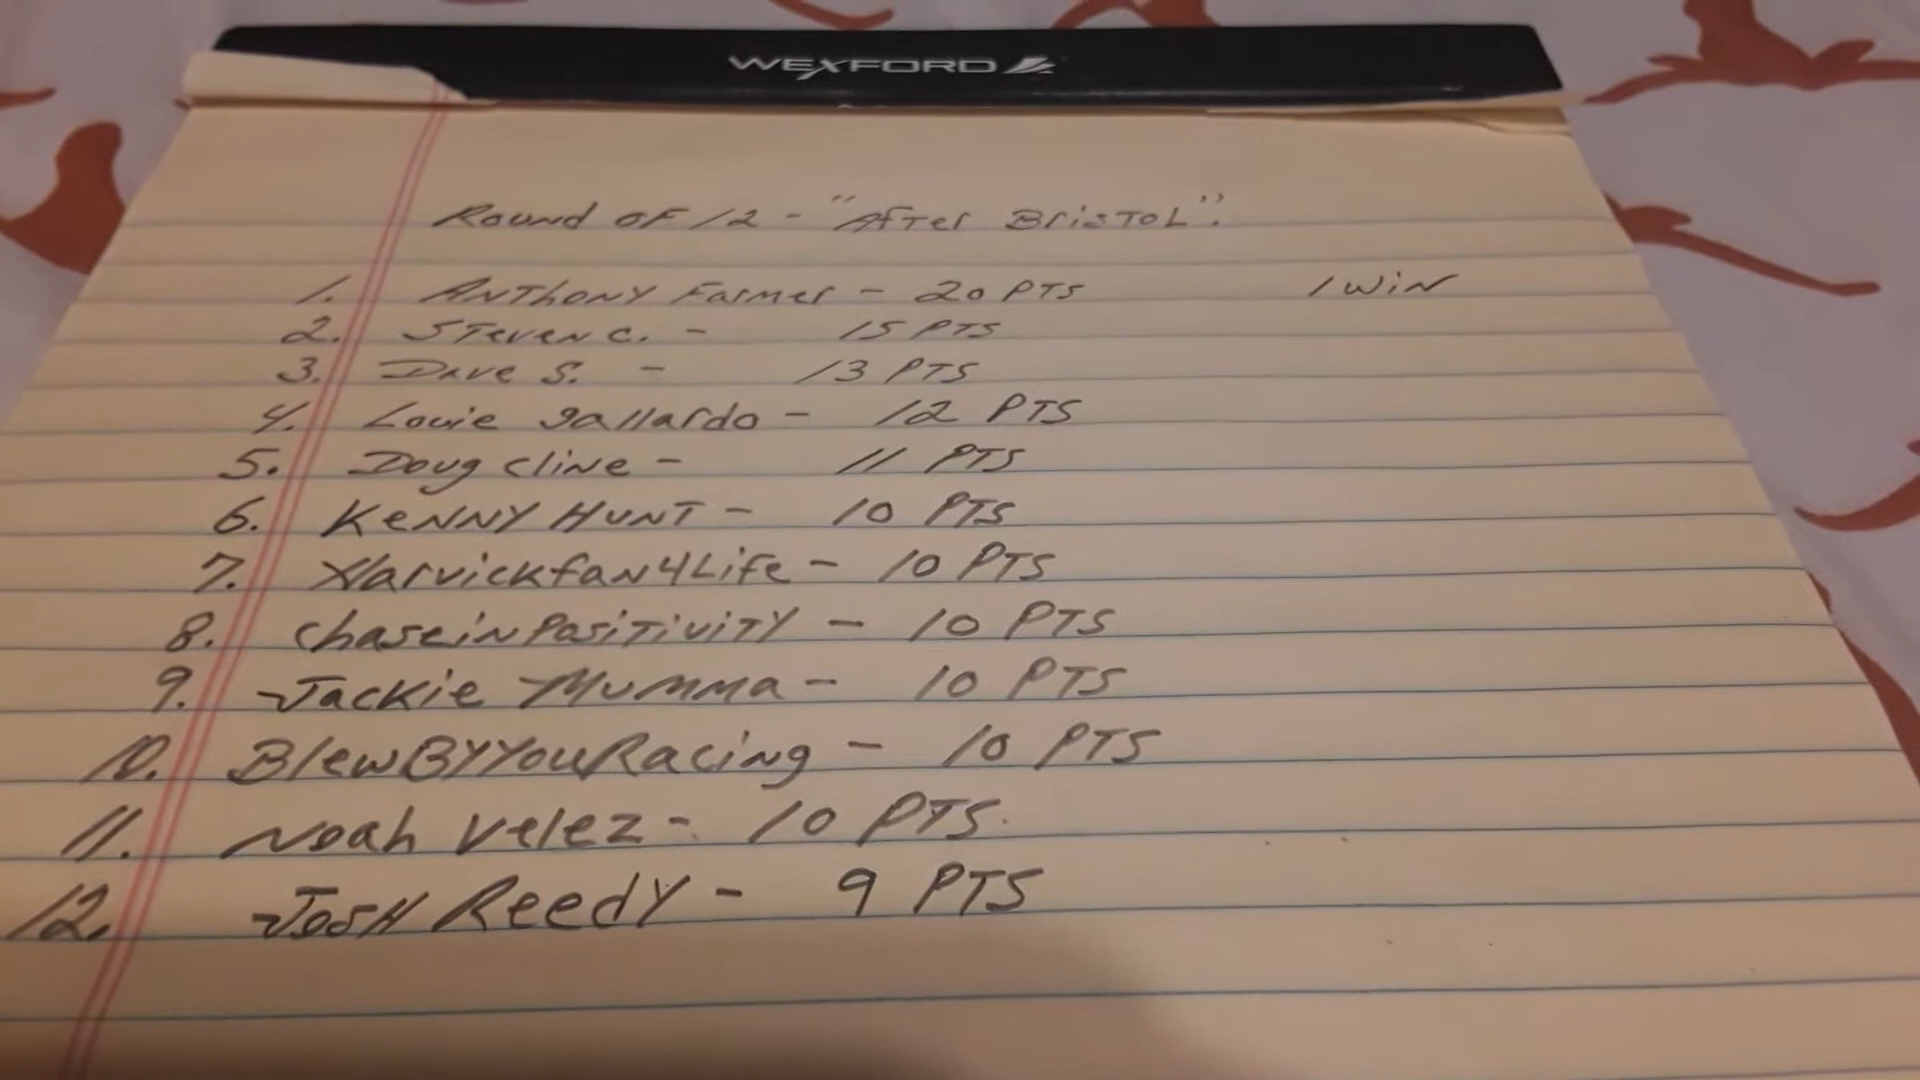 WEXFORD
Round OF 12 - "AfTer BrisTOL".
1. ANThONY Farmer - 20 PTS 1 WiN
2. STeveN C. - 15 PTS
3. Dave S. - 13 PTS
4. Louie gallardo - 12 PTS
5. Doug cline - 11 PTS
6. KeNNY HUNT - 10 PTS
7. XHarvickfan4Life - 10 PTS
8. chaseinPositivity - 10 PTS
9. Jackie Mumma - 10 PTS
10. BlewBYYouRacing - 10 PTS
11. Noah Velez - 10 PTS.
12. JosH ReedY - 9 PTS